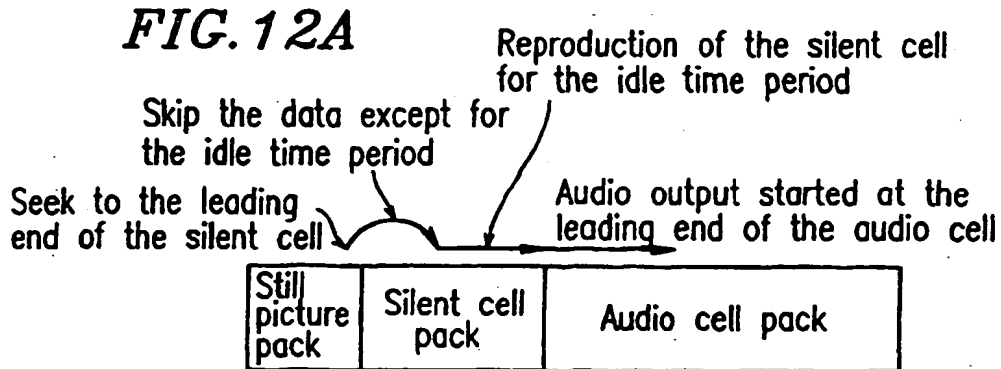 FIG. 12A
Reproduction of the silent cell
for the idle time period
Skip the data except for
the idle time period
Seek to the leading
end of the silent cell
Audio output started at the
leading end of the audio cell
Still
picture
pack
Silent cell
pack
Audio cell pack